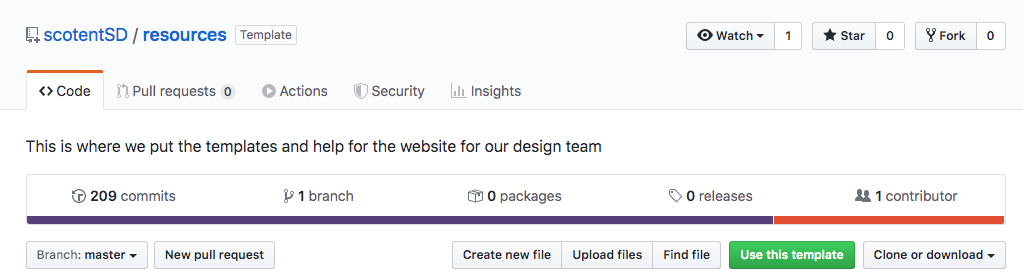 scotentSD / resources Template Watch 1 Star 0 Fork 0
Code Pull requests 0 Actions Security Insights
This is where we put the templates and help for the website for our design team
209 commits 1 branch 0 packages 0 releases 1 contributor
Branch: master New pull request Create new file Upload files Find file Use this template Clone or download